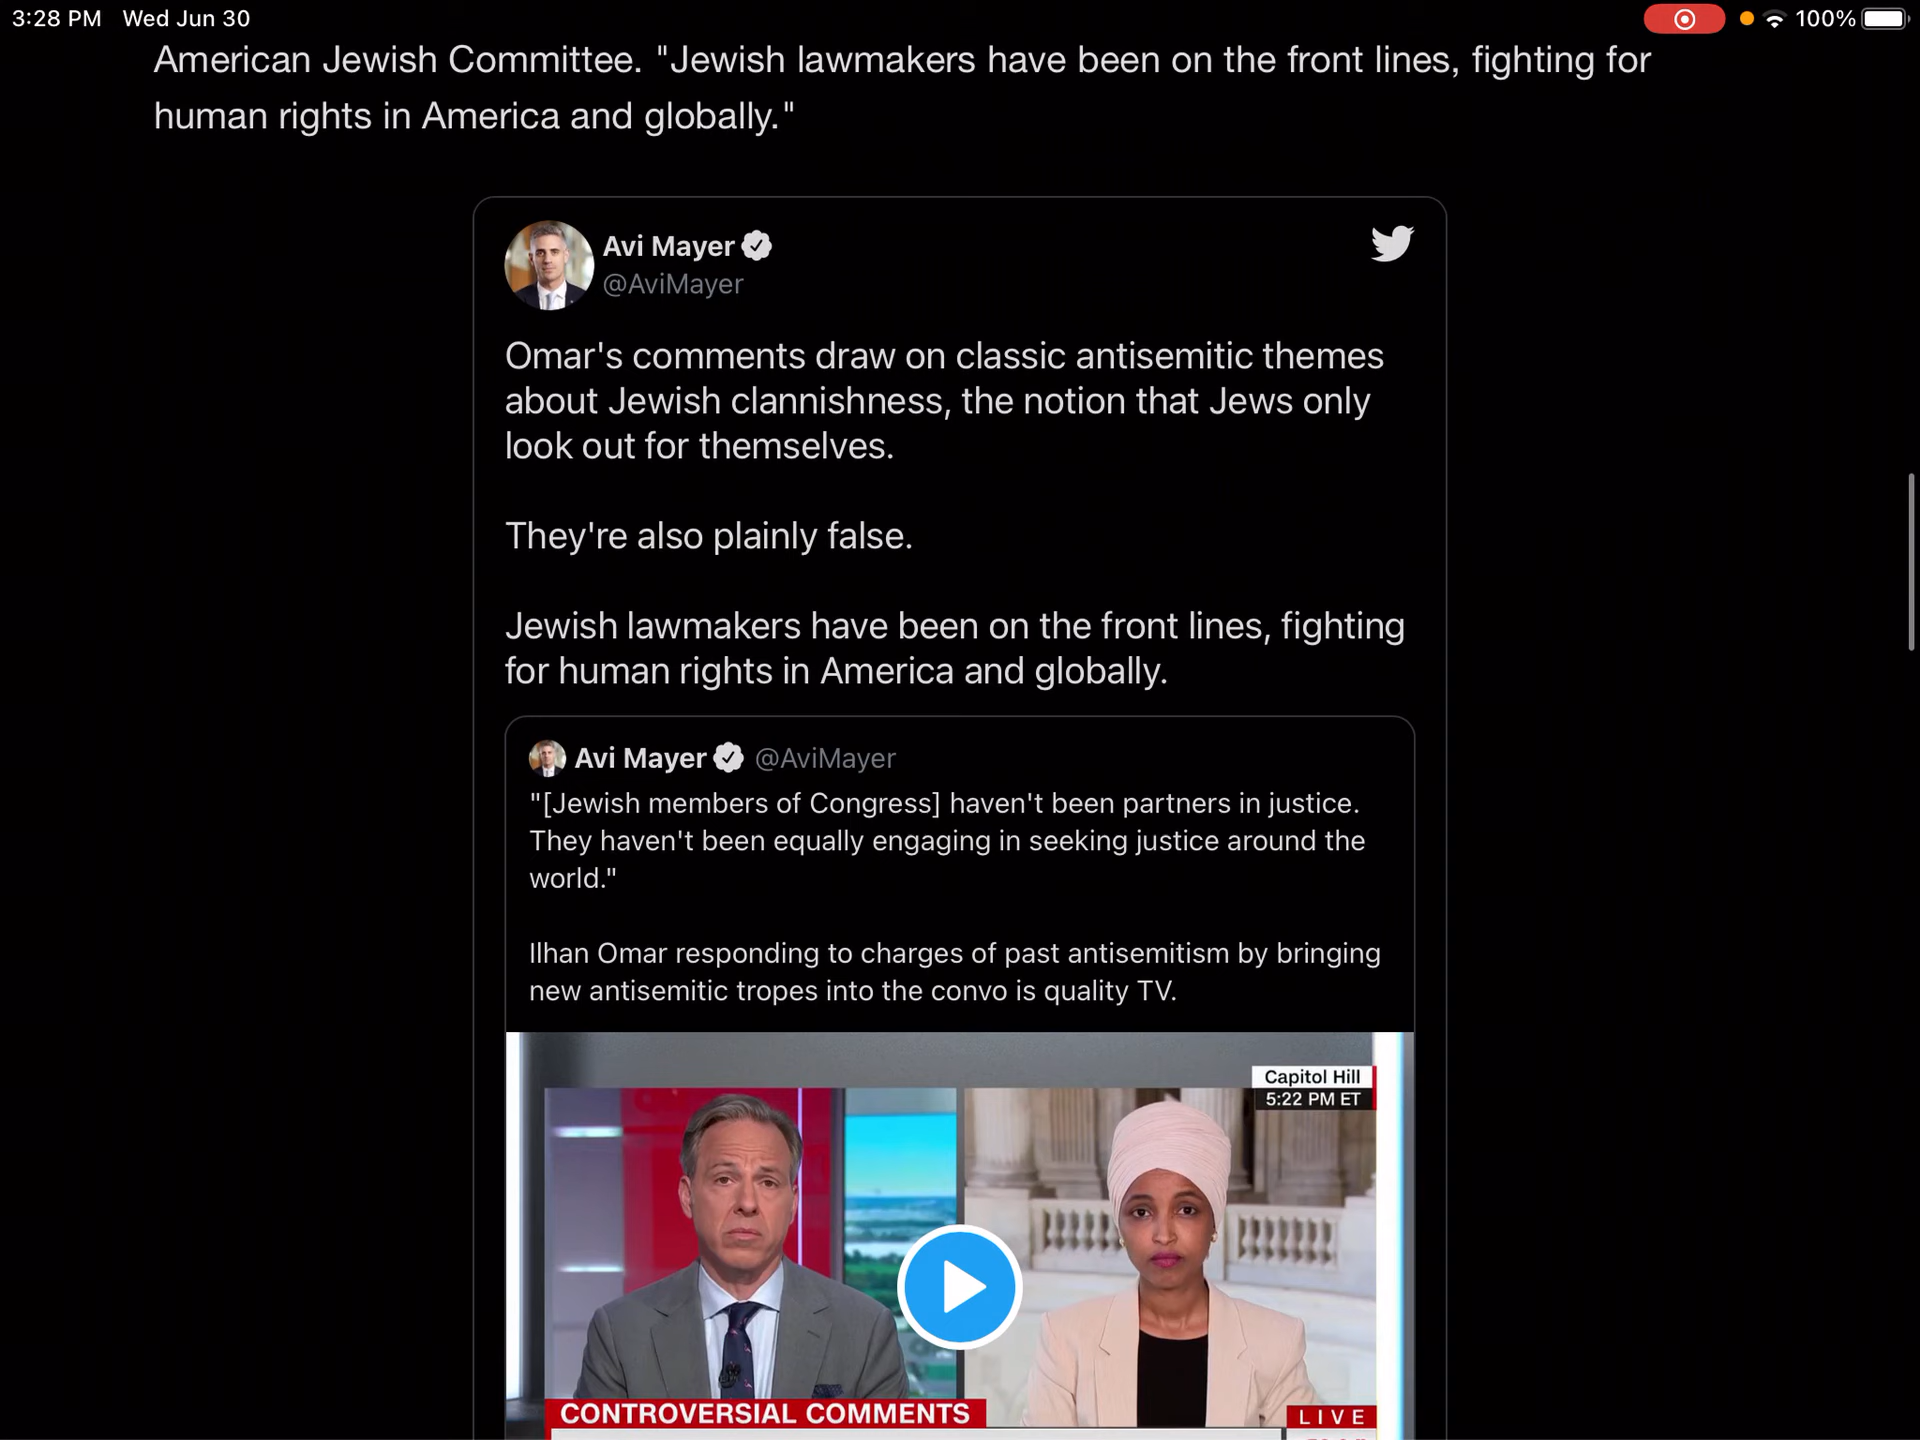 3:28 PM Wed Jun 30
100%
American Jewish Committee. "Jewish lawmakers have been on the front lines, fighting for
human rights in America and globally."
Avi Mayer
@AviMayer
Omar's comments draw on classic antisemitic themes
about Jewish clannishness, the notion that Jews only
look out for themselves.
They're also plainly false.
Jewish lawmakers have been on the front lines, fighting
for human rights in America and globally.
Avi Mayer @AviMayer
"[Jewish members of Congress] haven't been partners in justice.
They haven't been equally engaging in seeking justice around the
world."
Ilhan Omar responding to charges of past antisemitism by bringing
new antisemitic tropes into the convo is quality TV.
Capitol Hill
5:22 PM ET
CONTROVERSIAL COMMENTS
LIVE